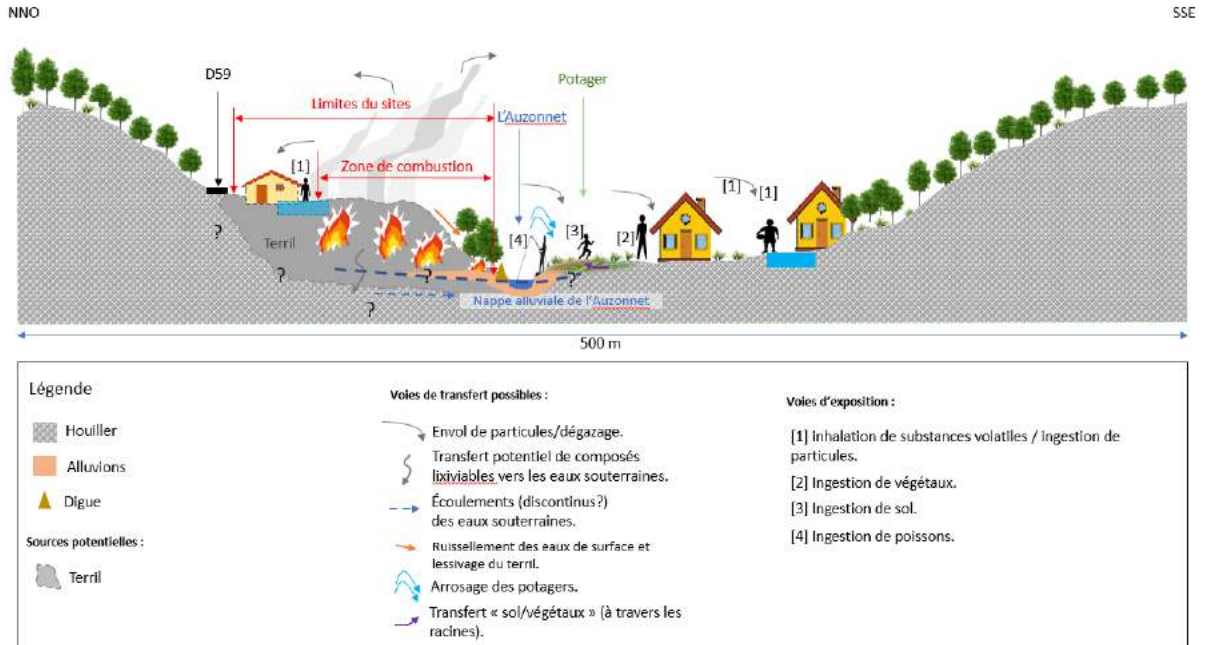 NNO
SSE
D59
Potager
Limites du sites
L'Auzonnet
[1]
Zone de combustion
[1]
[1]
[4]
[3]
[2]
?
Terril
?
?
?
?
Nappe alluviale de l'Auzonnet
500 m
Légende
Houiller
Alluvions
Digue
Sources potentielles :
Terril
Voies de transfert possibles :
Envol de particules/dégazage.
Transfert potentiel de composés
lixiviables vers les eaux souterraines.
Écoulements (discontinus?)
des eaux souterraines.
Ruissellement des eaux de surface et
lessivage du terril.
Arrosage des potagers.
Transfert « sol/végétaux » (à travers les
racines).
Voies d'exposition :
[1] inhalation de substances volatiles / ingestion de
particules.
[2] Ingestion de végétaux.
[3] Ingestion de sol.
[4] Ingestion de poissons.